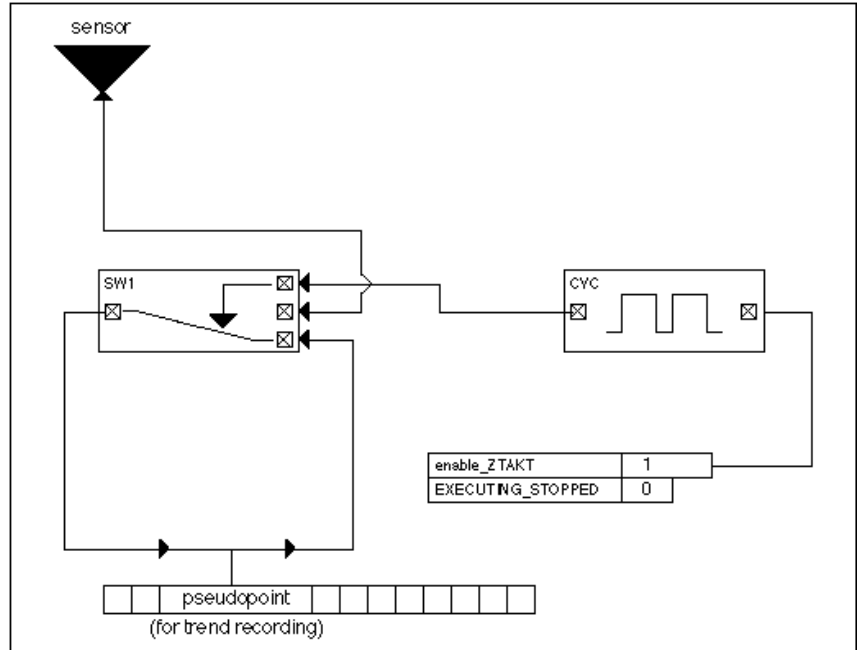 sensor
SW1
CYC
enable_ZTAKT 1
EXECUTING_STOPPED 0
pseudopoint
(for trend recording)